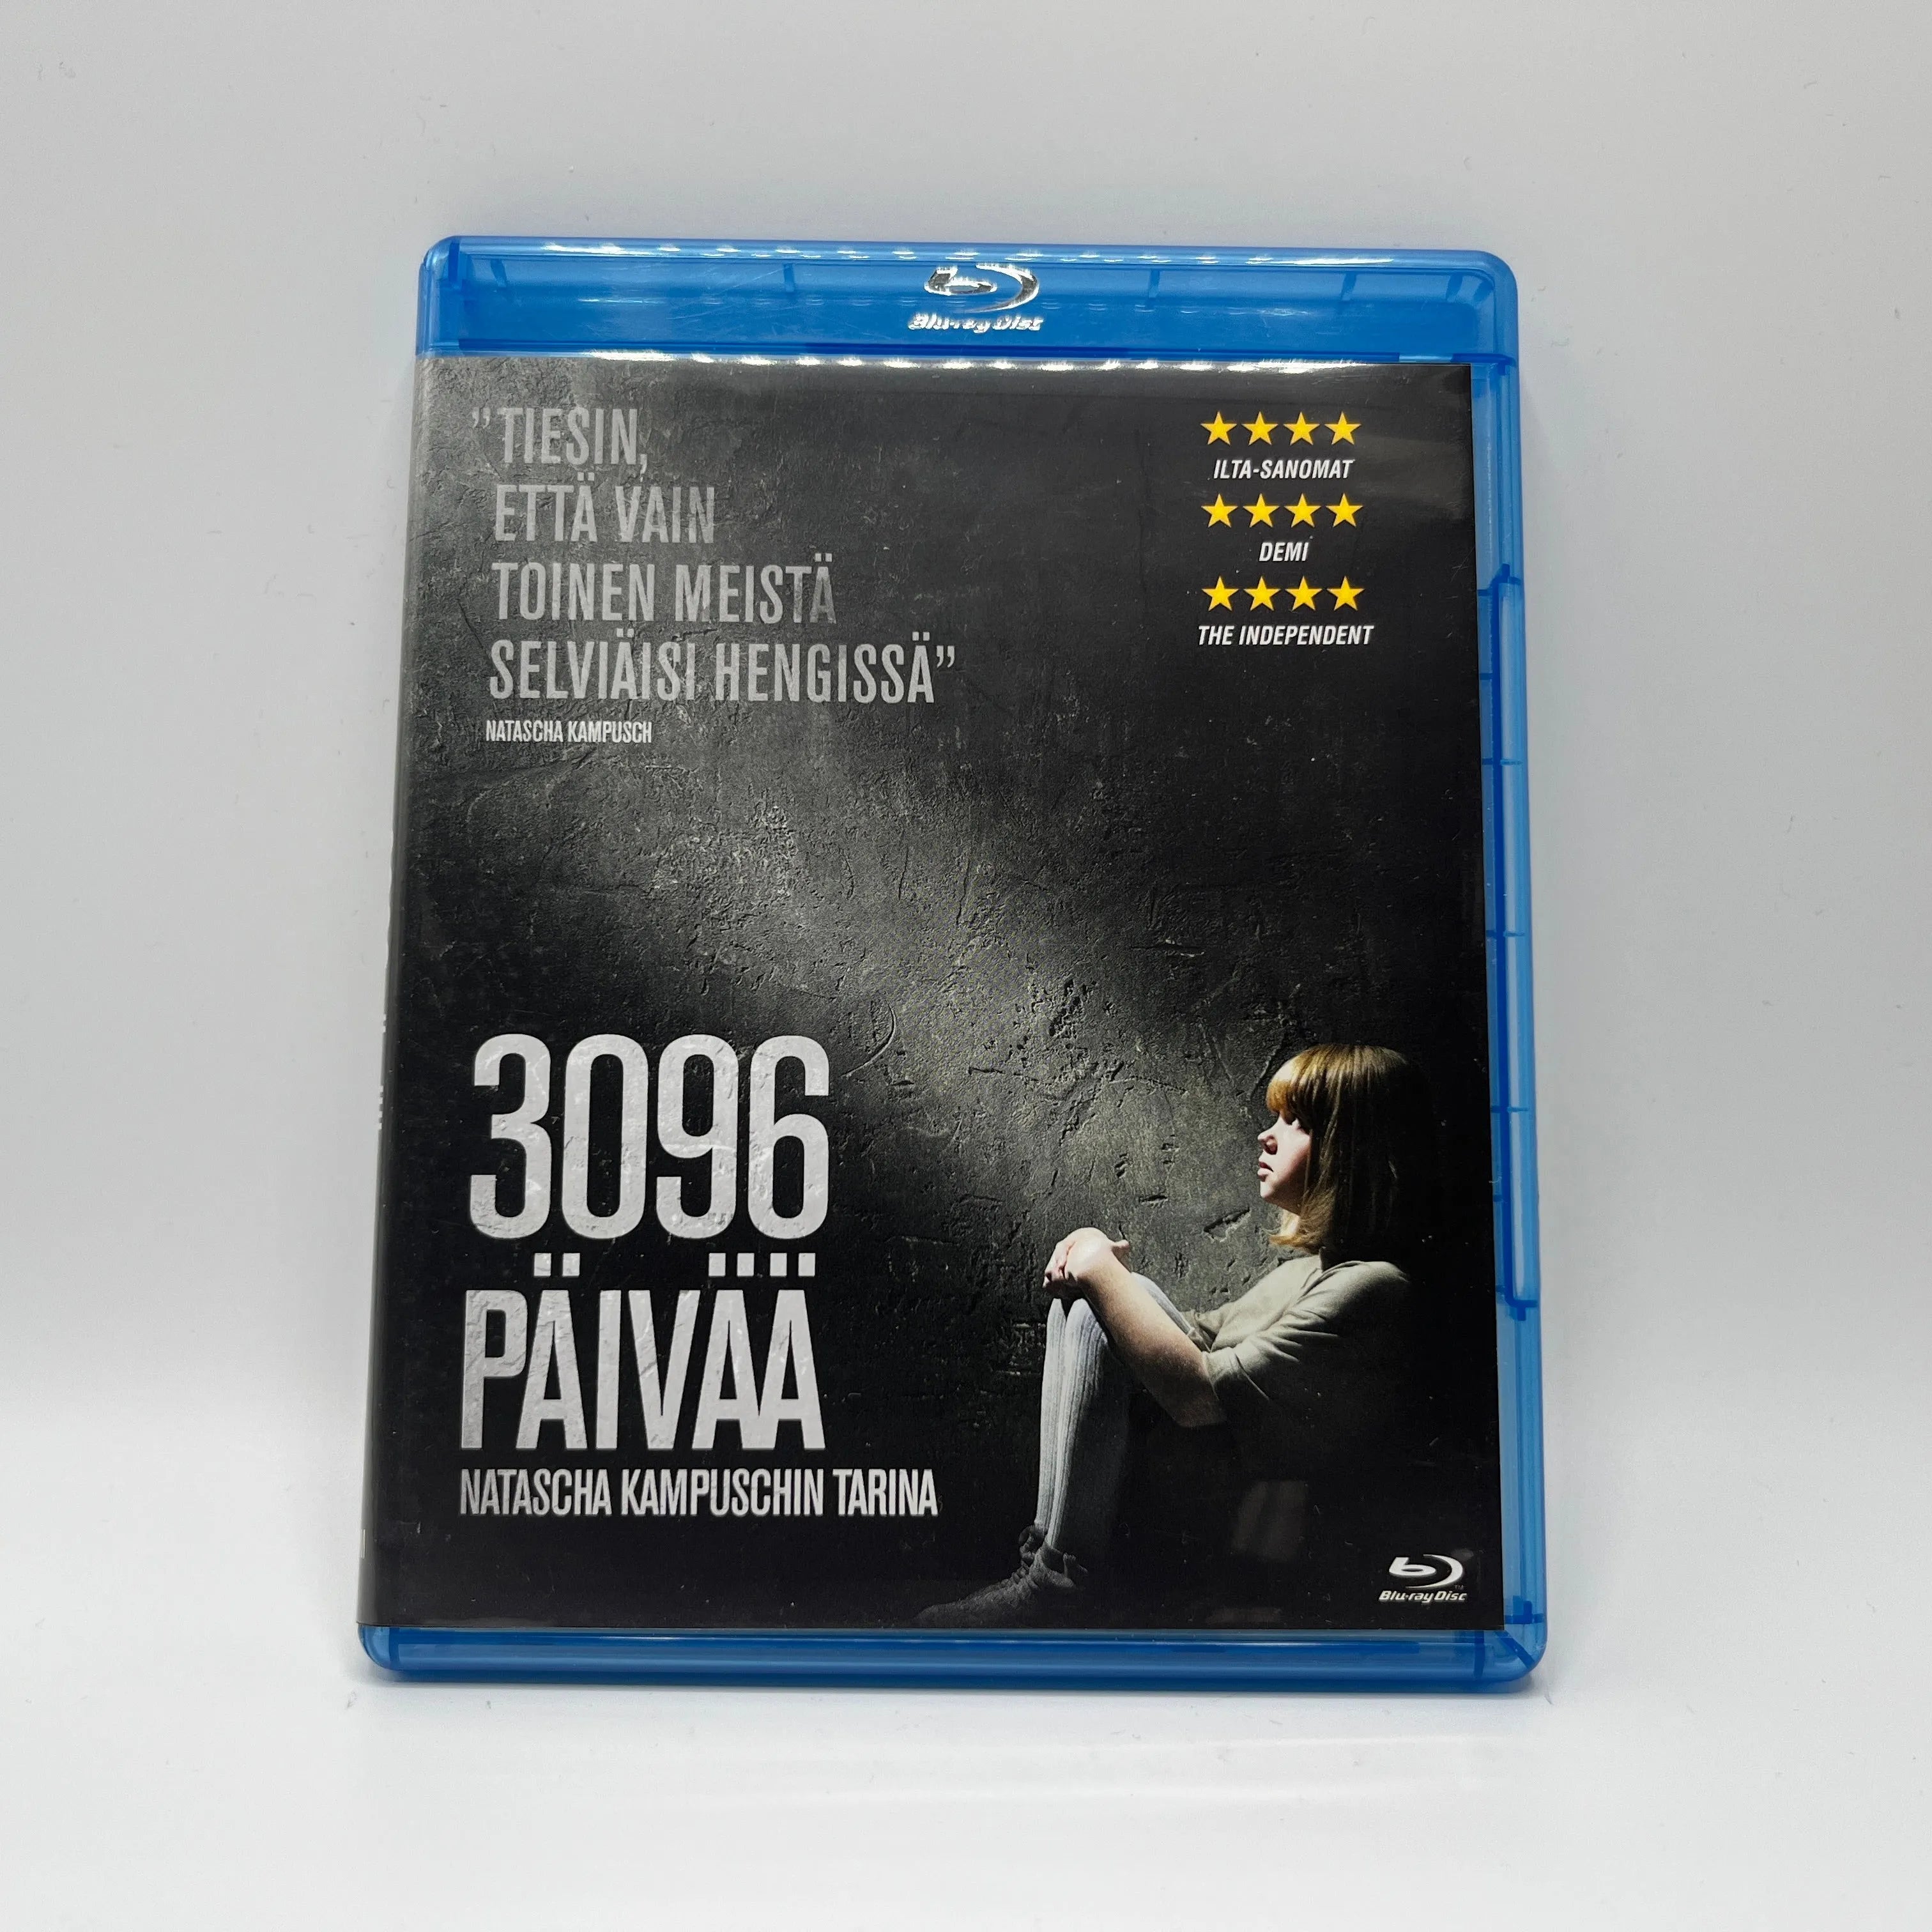 Blu-ray Disc
"TIESIN,
ETTÄ VAIN
TOINEN MEISTÄ
SELVIÄISI HENGISSÄ"
NATASCHA KAMPUSCH
ILTA-SANOMAT
DEMI
THE INDEPENDENT
3096
PÄIVÄÄ
NATASCHA KAMPUSCHIN TARINA
Blu-ray Disc